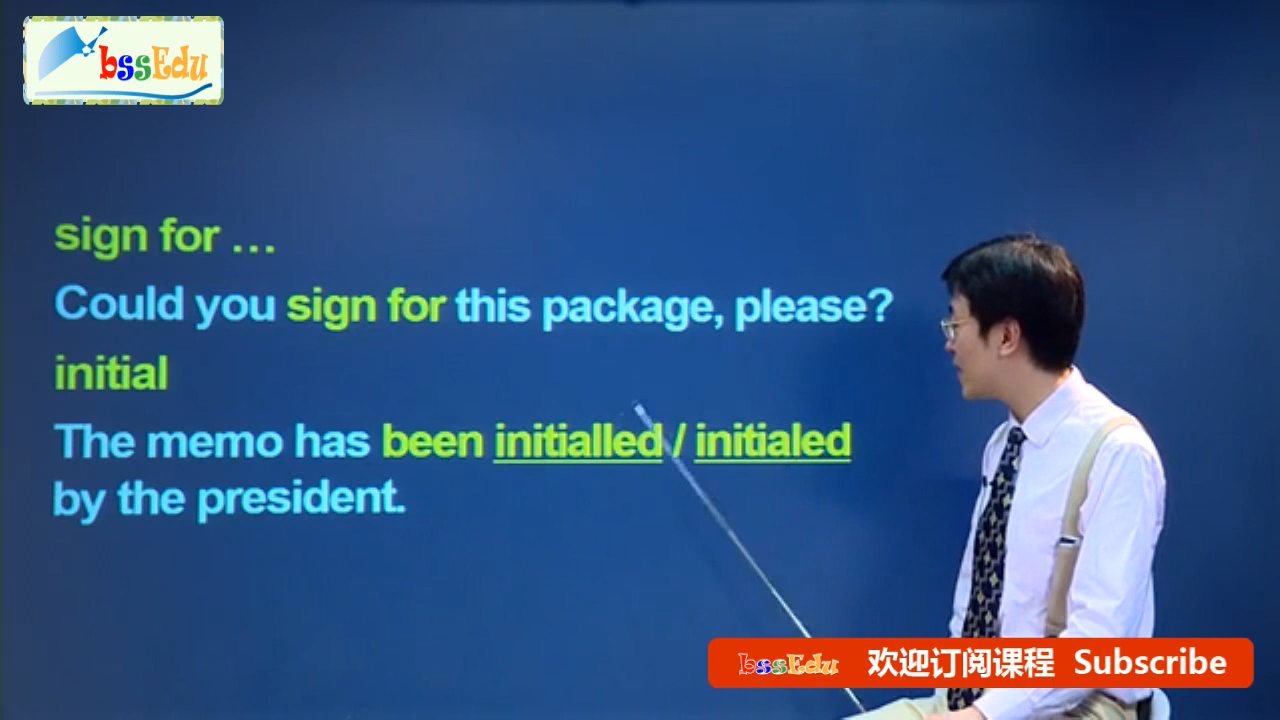 bssEdu
sign for ...
Could you sign for this package, please?
initial
The memo has been initialled / initialed
by the president.
bssEdu 欢迎订阅课程 Subscribe